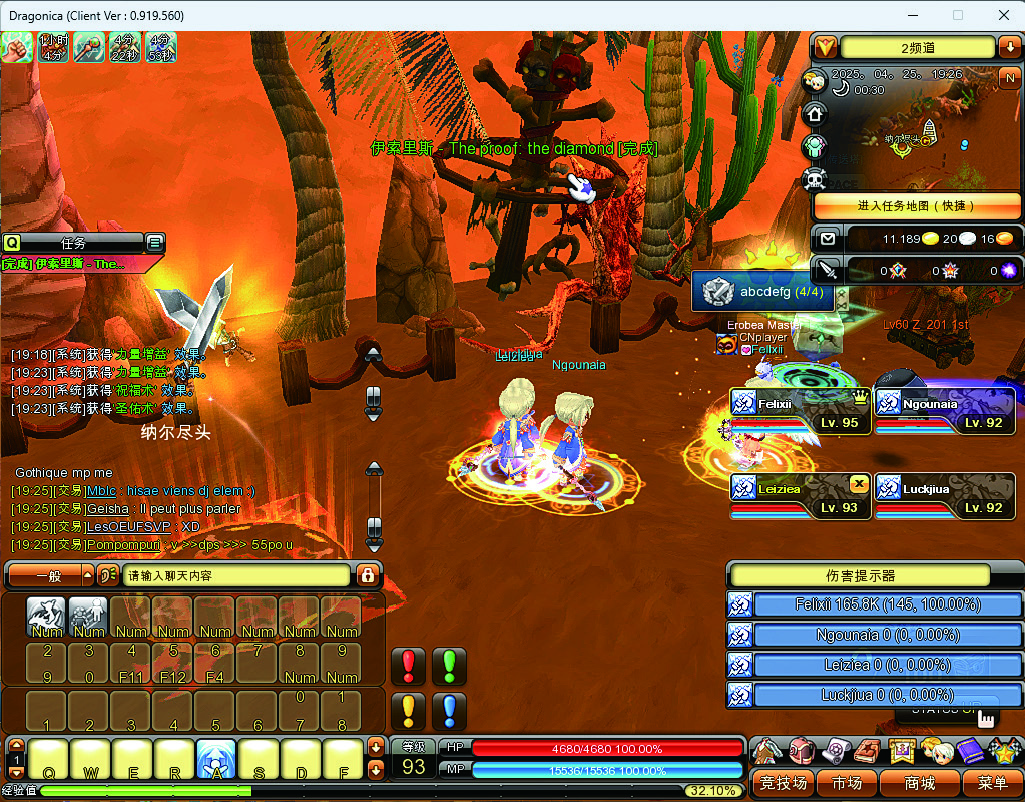 Dragonica (Client Ver : 0.919.560)
1小时
4分
4分
22秒
4分
53秒
2频道
2025。 04。 25。 19:26
00:30
N
纳尔尽头
进入任务地图 ( 快捷 )
11.189 20 16
0 0 0
伊索里斯 - The proof: the diamond [完成]
Q 任务
[完成] 伊索里斯 - The...
abcdefg (4/4)
Erobea Master
CNplayer
Felixii
Lv60 Z_201 1st
Leiziea
Ngounaia
[19:18][系统]获得'力量增益' 效果。
[19:23][系统]获得'力量增益' 效果。
[19:23][系统]获得'祝福术' 效果。
[19:23][系统]获得'圣佑术' 效果。
纳尔尽头
Felixii
Lv. 95
Ngounaia
Lv. 92
Leiziea
X
Lv. 93
Luckjiua
Lv. 92
Gothique mp me
[19:25][交易]Mblc : hisae viens dj elem :)
[19:25][交易]Geisha : Il peut plus parler
[19:25][交易]LesOEUFSVP : XD
[19:25][交易]Pompompuri : v >>dps >>> 55po u
一般
请输入聊天内容
伤害提示器
Felixii 165.8K (145, 100.00%)
Ngounaia 0 (0, 0.00%)
Leiziea 0 (0, 0.00%)
Luckjiua 0 (0, 0.00%)
STATUS UP
Num Num Num Num Num Num Num Num
2 3 4 5 6 7 8 9
9 0 F11 F12 F4 Num Num
0 1
1 2 3 4 5 6 7 8
1
Q W E R A S D F
等级
93
HP 4680/4680 100.00%
MP 15536/15536 100.00%
经验值 32.10%
竞技场 市场 商城 菜单